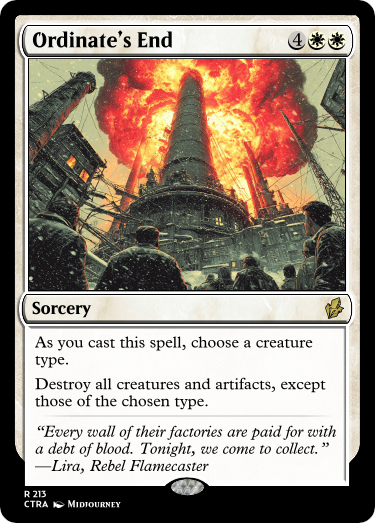 Ordinate's End 4
Sorcery
As you cast this spell, choose a creature
type.
Destroy all creatures and artifacts, except
those of the chosen type.
“Every wall of their factories are paid for with
a debt of blood. Tonight, we come to collect.”
—Lira, Rebel Flamecaster
R 213
CTRA Midjourney